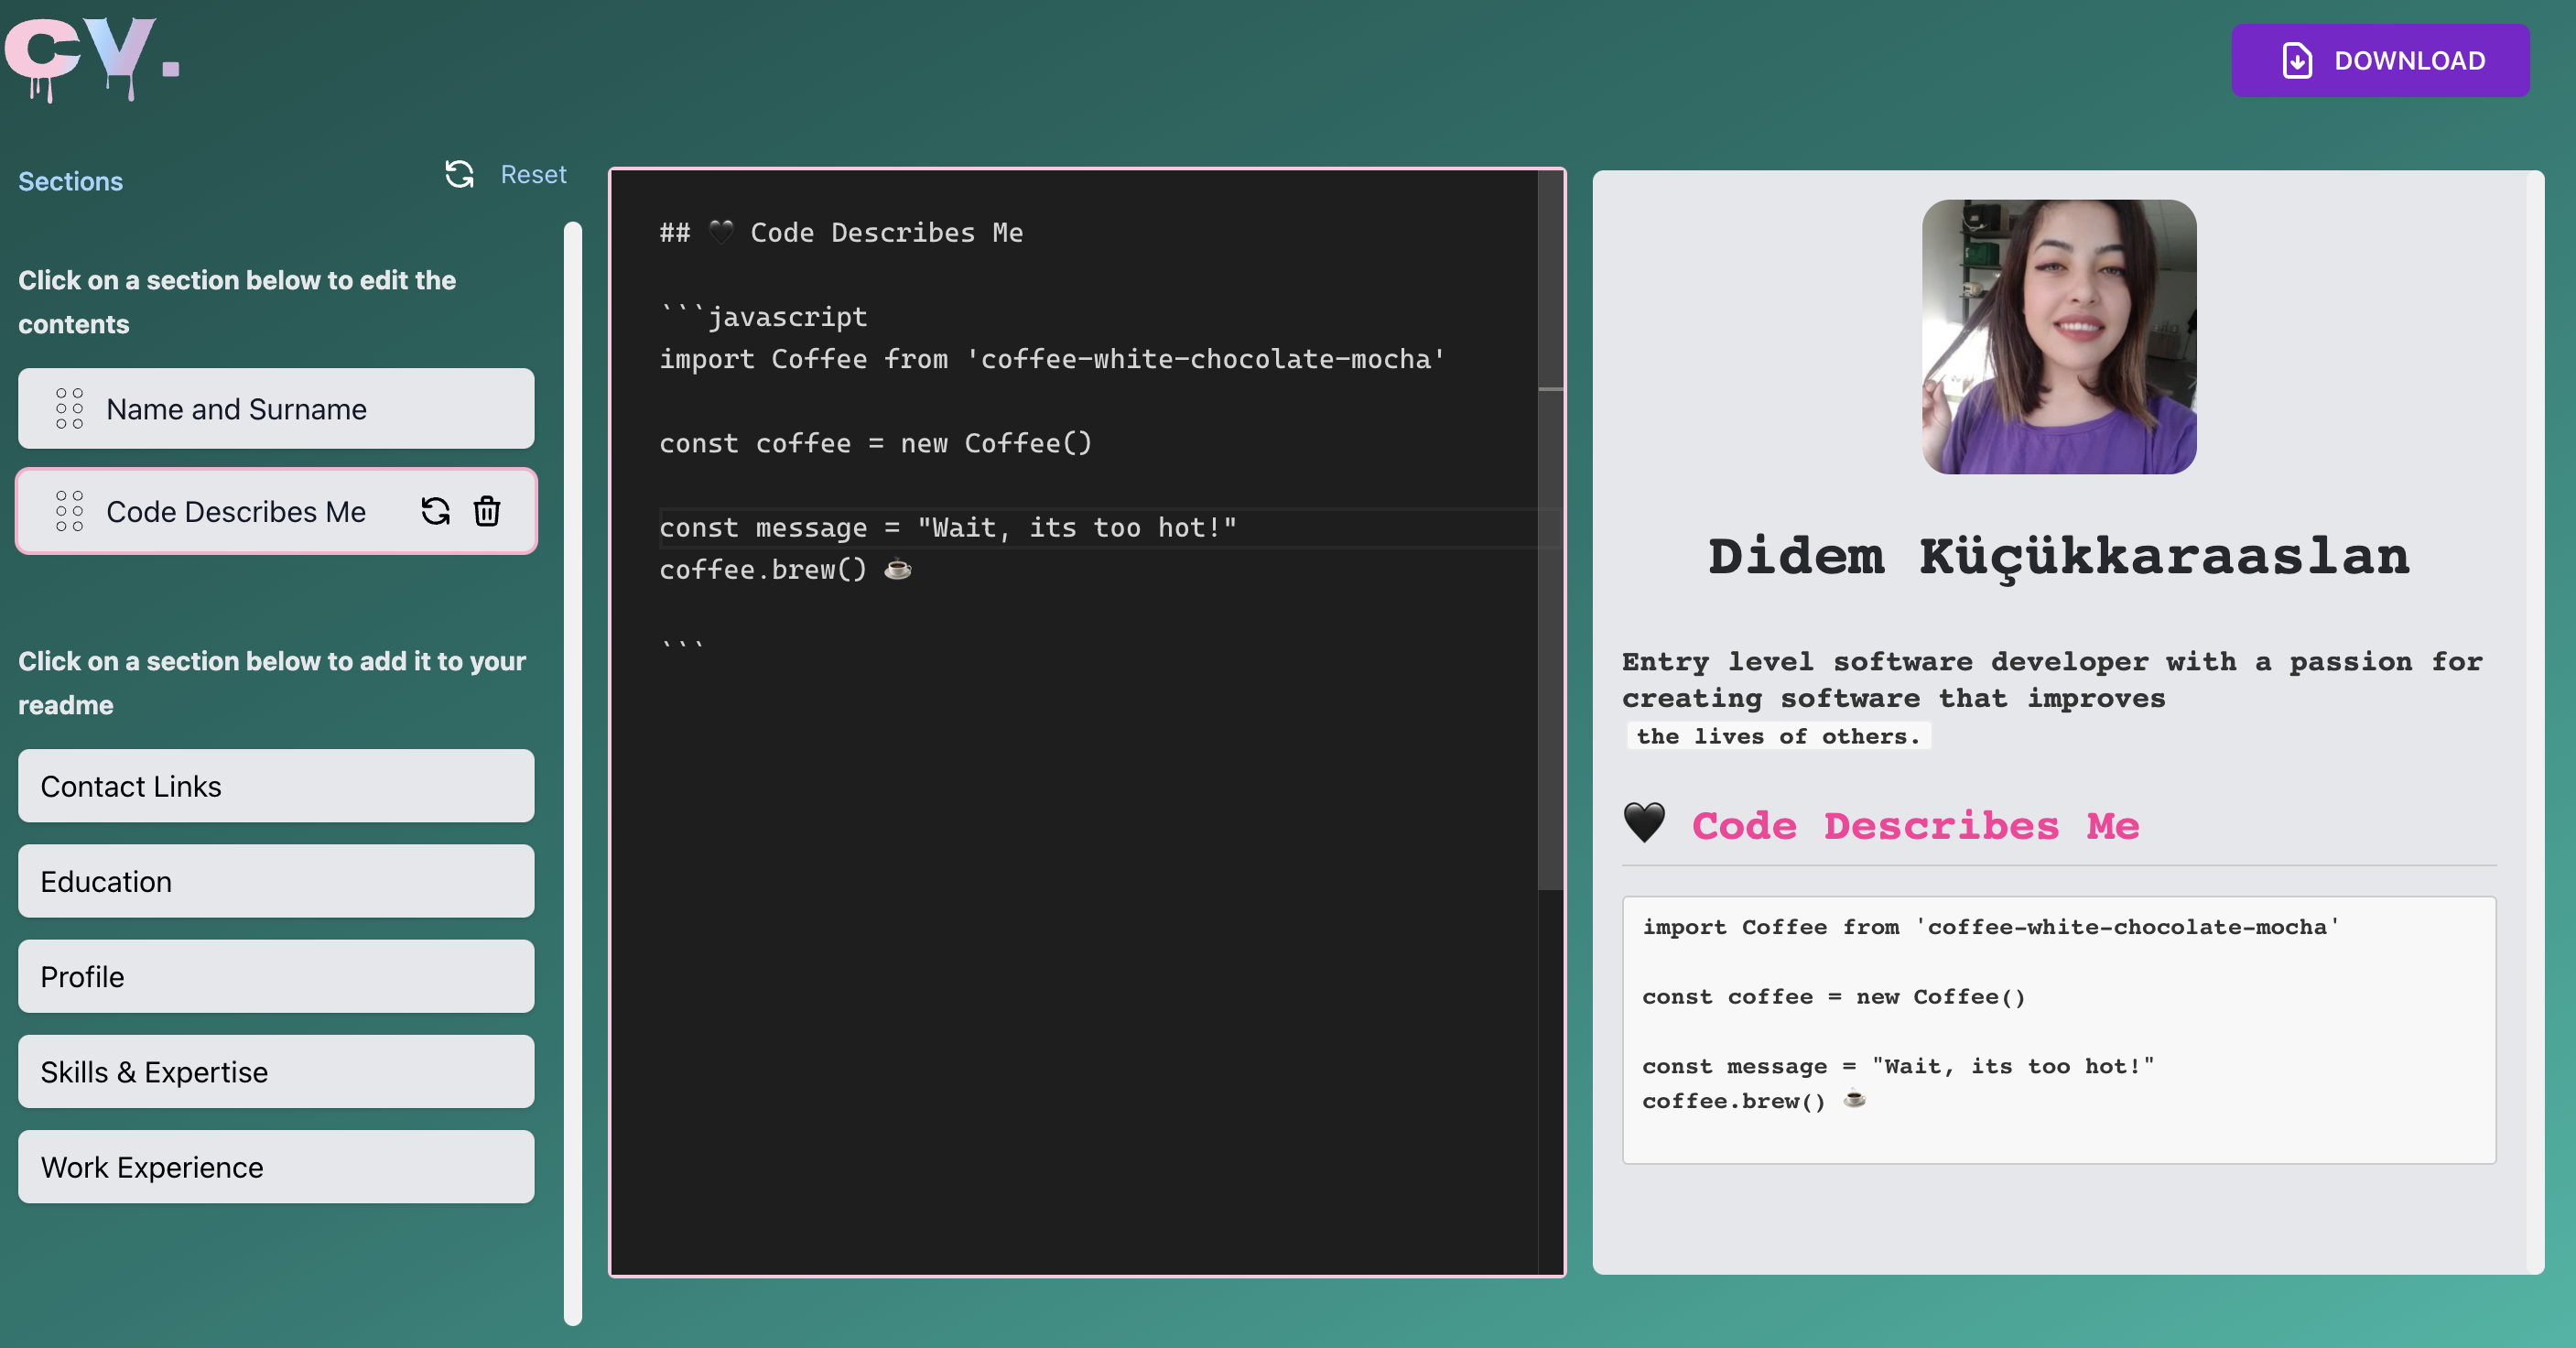 CV.
DOWNLOAD
Sections
Reset
Click on a section below to edit the
contents
Name and Surname
Code Describes Me
Click on a section below to add it to your
readme
Contact Links
Education
Profile
Skills & Expertise
Work Experience
## 🖤 Code Describes Me
```javascript
import Coffee from 'coffee-white-chocolate-mocha'
const coffee = new Coffee()
const message = "Wait, its too hot!"
coffee.brew() ☕
```
Didem Küçükkaraaslan
Entry level software developer with a passion for
creating software that improves
the lives of others.
🖤 Code Describes Me
import Coffee from 'coffee-white-chocolate-mocha'
const coffee = new Coffee()
const message = "Wait, its too hot!"
coffee.brew() ☕